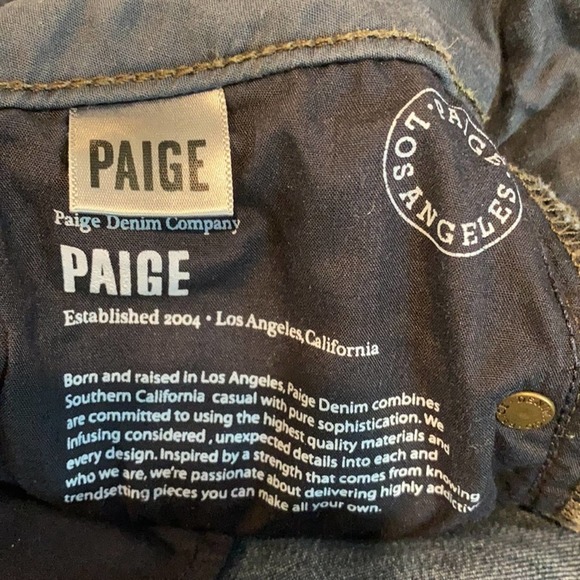 PAIGE
Paige Denim Company
PAIGE
Established 2004 • Los Angeles, California
Born and raised in Los Angeles, Paige Denim combines
Southern California casual with pure sophistication. We
are committed to using the highest quality materials and
infusing considered , unexpected details into each and
every design. Inspired by a strength that comes from knowing
who we are, we're passionate about delivering highly
trendsetting pieces you can make all your own.
• PAIGE •
LOS ANGELES